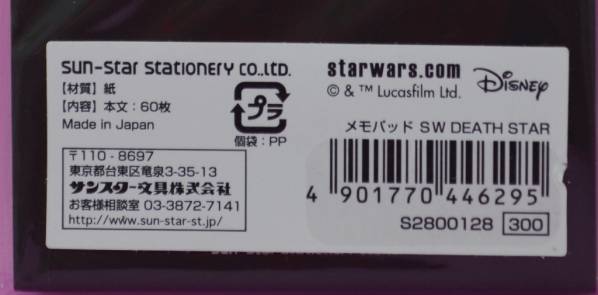 sun-star stationery co.,ltd.
【材質】紙
【内容】本文：60枚
Made in Japan
プラ
個袋：PP
starwars.com
© & ™ Lucasfilm Ltd.
Disney
〒110-8697
東京都台東区竜泉3-35-13
サンスター文具株式会社
お客様相談室 03-3872-7141
http://www.sun-star-st.jp/
メモパッド SW DEATH STAR
4 901770 446295
S2800128 300